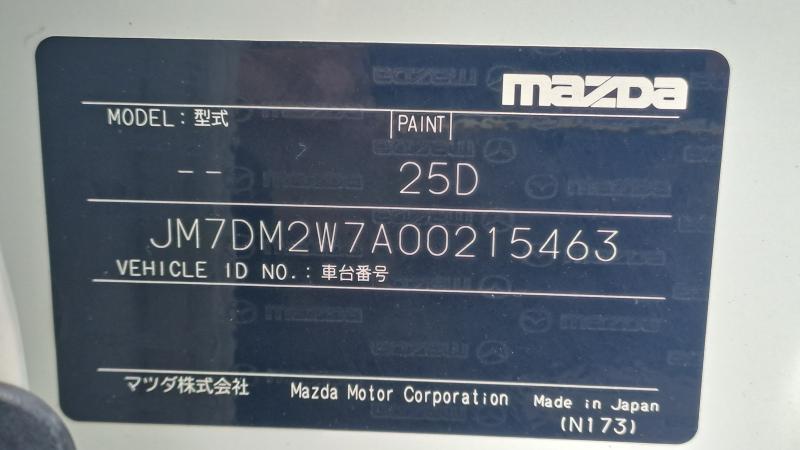 mazda
MODEL : 型式 PAINT
-- 25D
JM7DM2W7A00215463
VEHICLE ID NO. : 車台番号
マツダ株式会社 Mazda Motor Corporation Made in Japan
(N173)